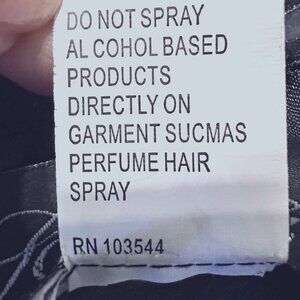 DO NOT SPRAY
AL COHOL BASED
PRODUCTS
DIRECTLY ON
GARMENT SUCMAS
PERFUME HAIR
SPRAY
RN 103544